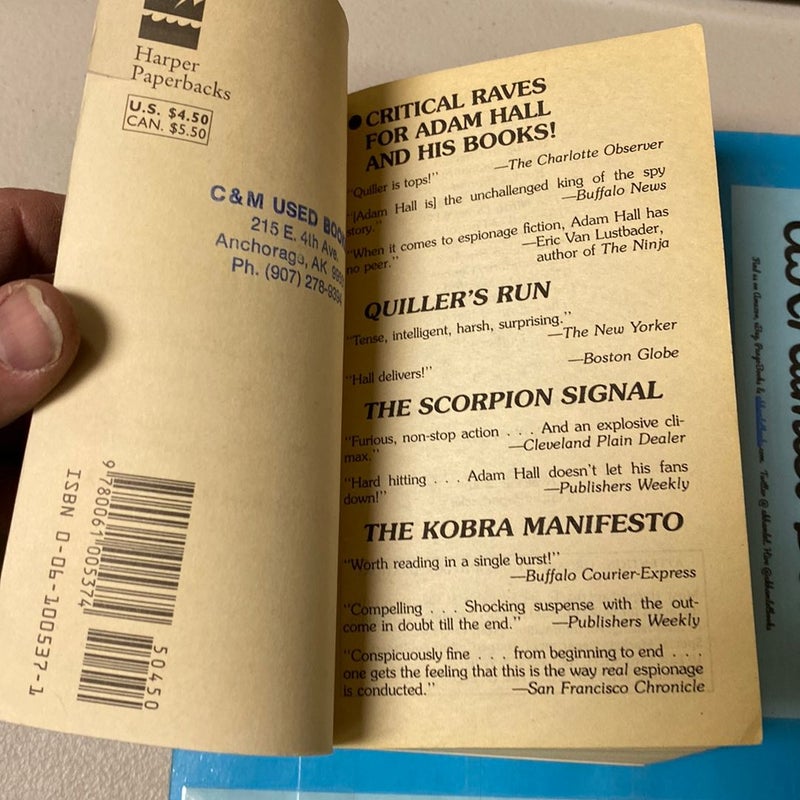 Harper
Paperbacks
U.S. $4.50
CAN. $5.50
C&M USED BOO
215 E. 4th Ave.
Anchorage, AK
Ph. (907) 278-
9780061005374
50450
ISBN 0-06-100537-1
CRITICAL RAVES
FOR ADAM HALL
AND HIS BOOKS!
"Quiller is tops!" —The Charlotte Observer
"[Adam Hall is] the unchallenged king of the spy
story." —Buffalo News
"When it comes to espionage fiction, Adam Hall has
no peer." —Eric Van Lustbader,
author of The Ninja
QUILLER'S RUN
"Tense, intelligent, harsh, surprising."
—The New Yorker
"Hall delivers!" —Boston Globe
THE SCORPION SIGNAL
"Furious, non-stop action . . . And an explosive cli-
max." —Cleveland Plain Dealer
"Hard hitting . . . Adam Hall doesn't let his fans
down!" —Publishers Weekly
THE KOBRA MANIFESTO
"Worth reading in a single burst!"
—Buffalo Courier-Express
"Compelling . . . Shocking suspense with the out-
come in doubt till the end." —Publishers Weekly
"Conspicuously fine . . . from beginning to end . . .
one gets the feeling that this is the way real espionage
is conducted." —San Francisco Chronicle